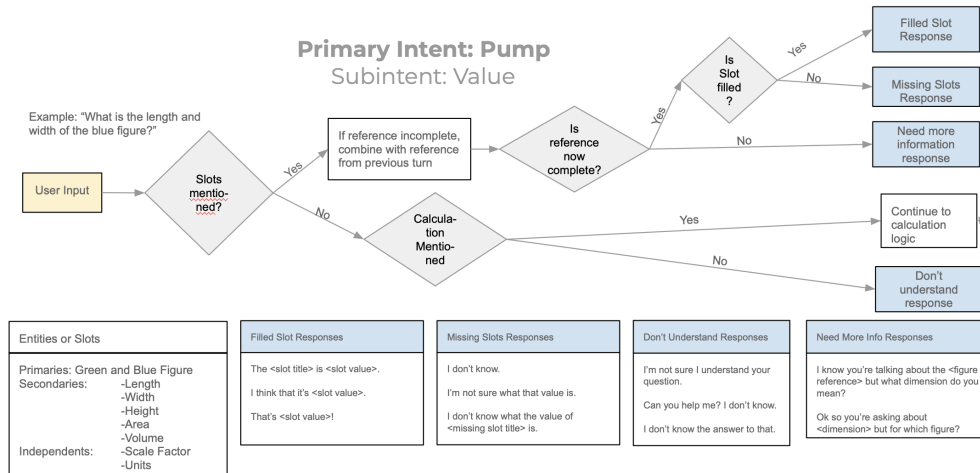 Primary Intent: Pump
Subintent: Value
Example: "What is the length and
width of the blue figure?"
User Input
Slots
mentio-
ned?
Yes
No
If reference incomplete,
combine with reference
from previous turn
Is
reference
now
complete?
Yes
No
Is
Slot
filled
?
Yes
No
Filled Slot
Response
Missing Slots
Response
Need more
information
response
Calcula-
tion
Mentio-
ned
Yes
No
Continue to
calculation
logic
Don't
understand
response
Entities or Slots
Primaries: Green and Blue Figure
Secondaries: -Length
-Width
-Height
-Area
-Volume
Independents: -Scale Factor
-Units
Filled Slot Responses
The <slot title> is <slot value>.
I think that it's <slot value>.
That's <slot value>!
Missing Slots Responses
I don't know.
I'm not sure what that value is.
I don't know what the value of
<missing slot title> is.
Don't Understand Responses
I'm not sure I understand your
question.
Can you help me? I don't know.
I don't know the answer to that.
Need More Info Responses
I know you're talking about the <figure
reference> but what dimension do you
mean?
Ok so you're asking about
<dimension> but for which figure?